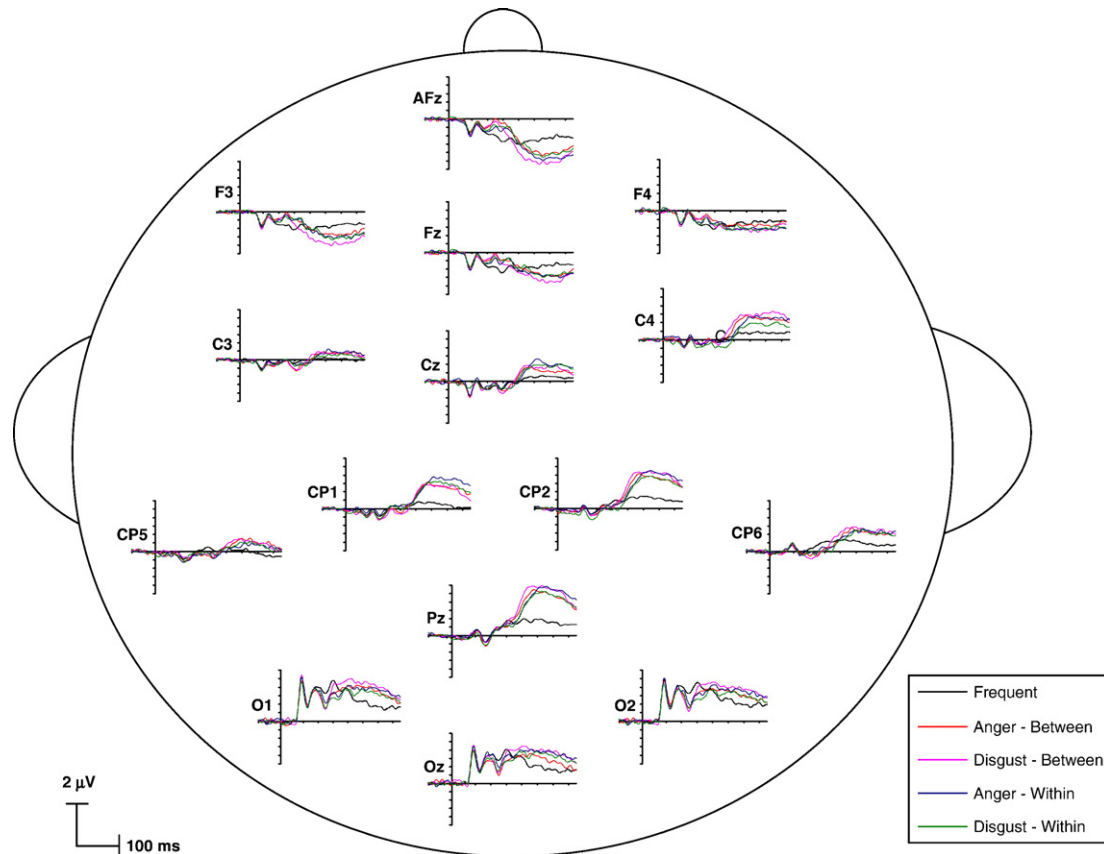 AFz
F3
F4
Fz
C4
C
C3
Cz
CP1
CP2
CP5
CP6
Pz
O1
O2
Oz
Frequent
Anger - Between
Disgust - Between
Anger - Within
Disgust - Within
2 μV
100 ms